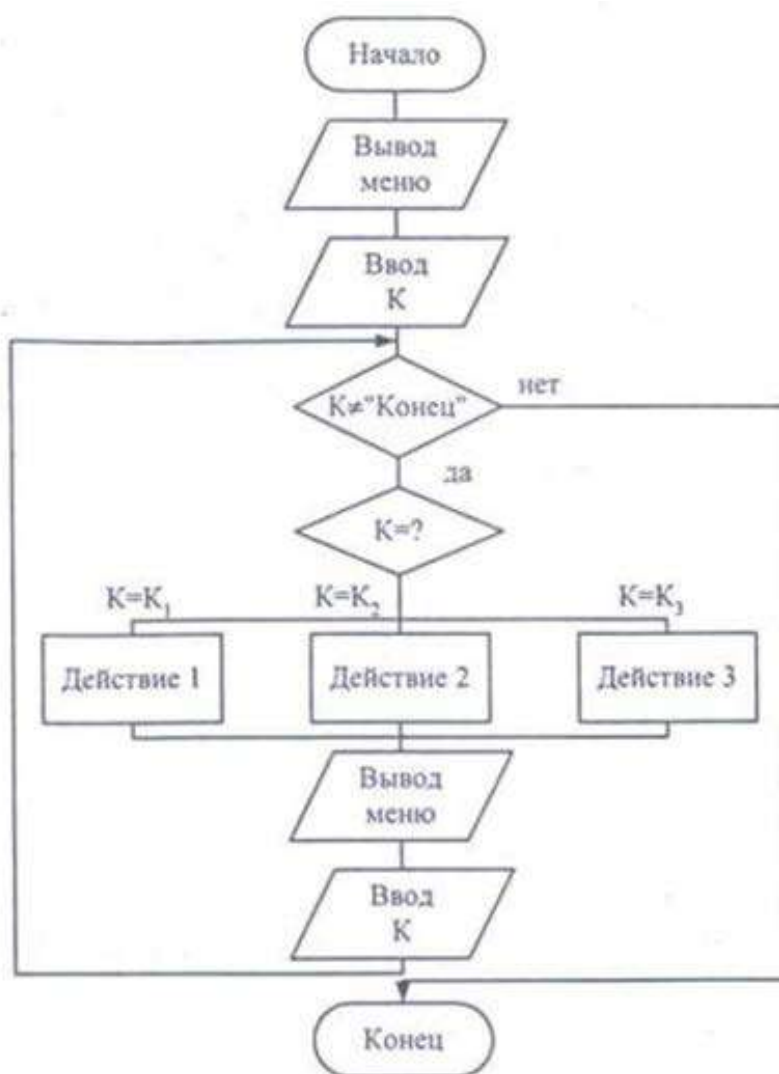 Начало
Вывод
меню
Ввод
К
К≠"Конец"
нет
да
К=?
К=К₁
К=К₂
К=К₃
Действие 1
Действие 2
Действие 3
Вывод
меню
Ввод
К
Конец